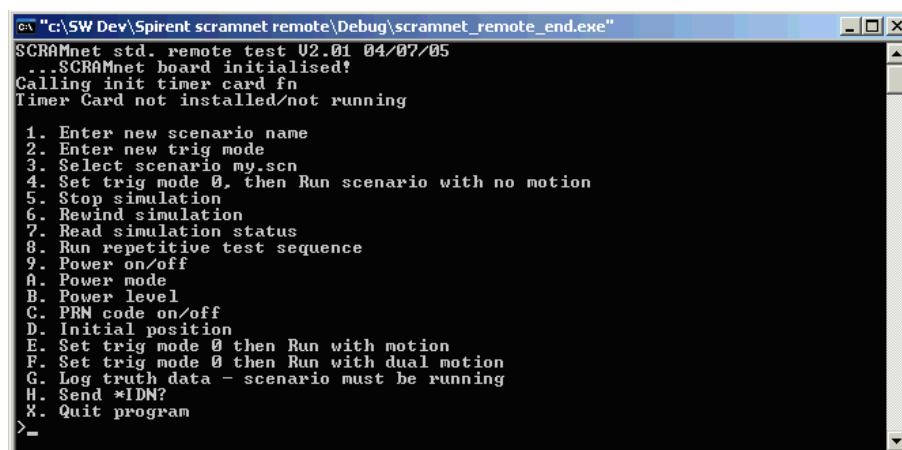 "c:\SW Dev\Spirent scramnet remote\Debug\scramnet_remote_end.exe"
SCRAMnet std. remote test V2.01 04/07/05
...SCRAMnet board initialised!
Calling init timer card fn
Timer Card not installed/not running
1. Enter new scenario name
2. Enter new trig mode
3. Select scenario my.scn
4. Set trig mode 0, then Run scenario with no motion
5. Stop simulation
6. Rewind simulation
7. Read simulation status
8. Run repetitive test sequence
9. Power on/off
A. Power mode
B. Power level
C. PRN code on/off
D. Initial position
E. Set trig mode 0 then Run with motion
F. Set trig mode 0 then Run with dual motion
G. Log truth data - scenario must be running
H. Send *IDN?
X. Quit program
>_